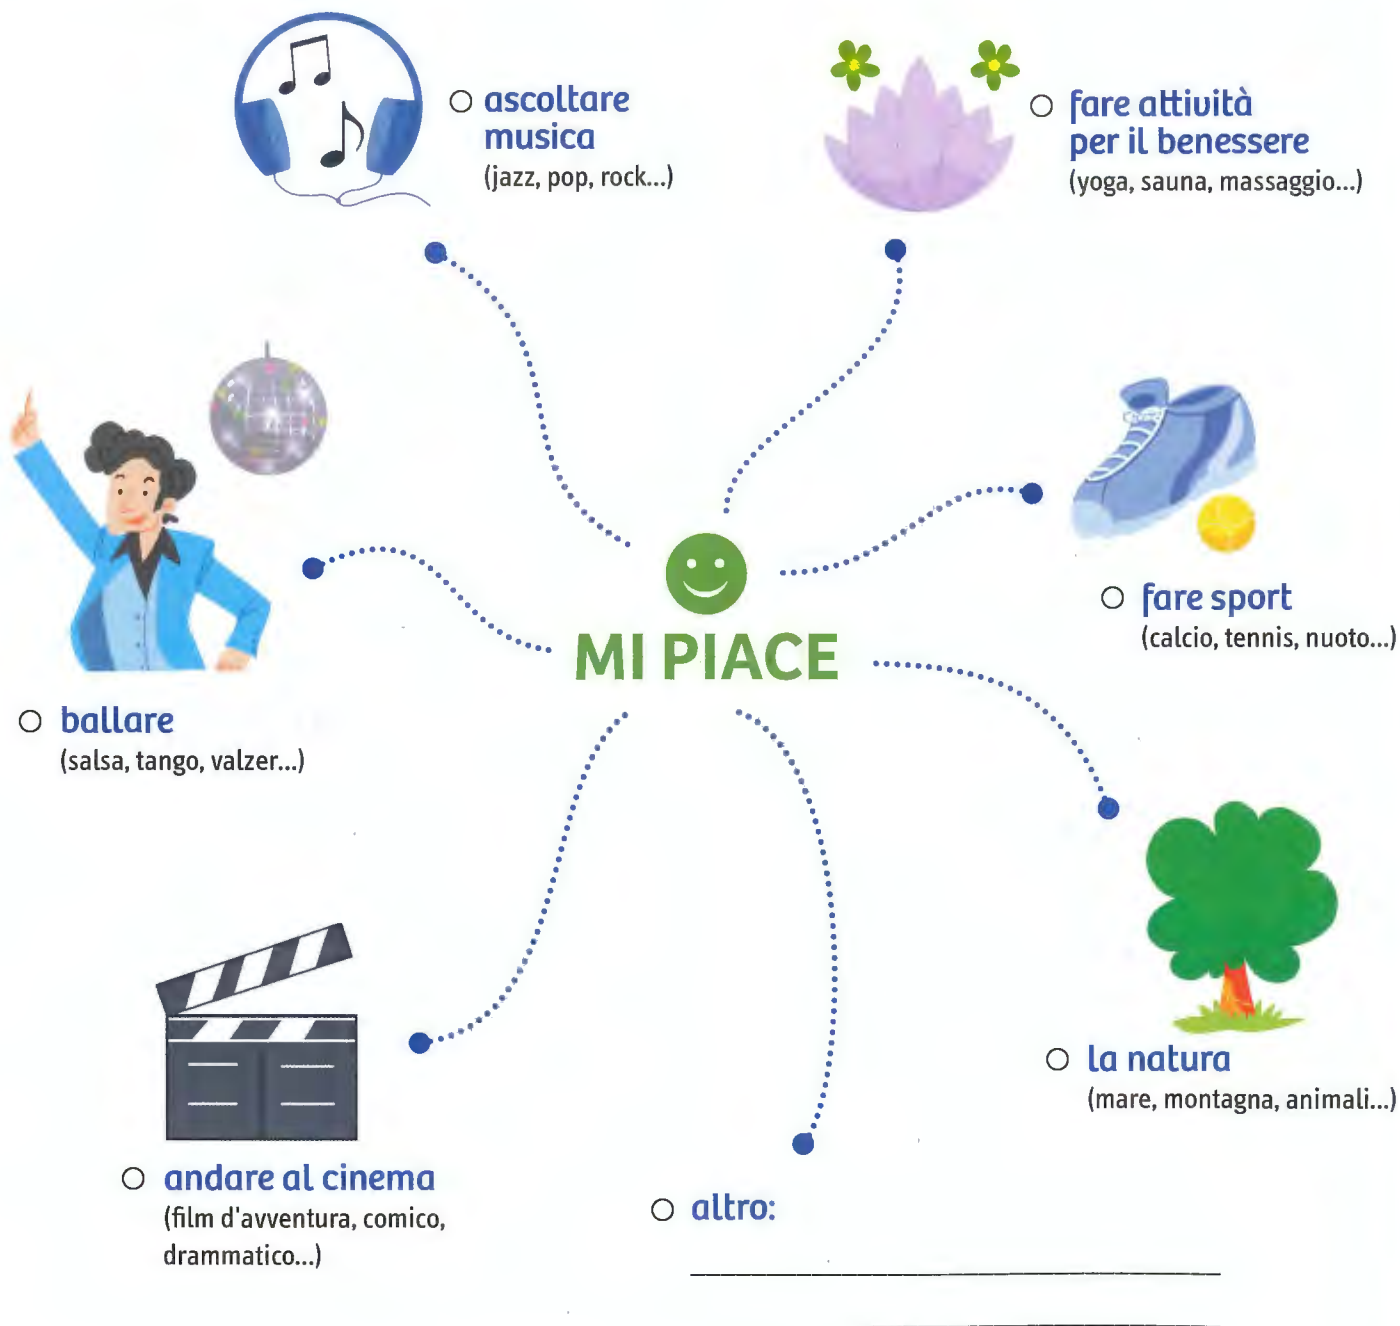 ascoltare
musica
(jazz, pop, rock...)
fare attività
per il benessere
(yoga, sauna, massaggio...)
fare sport
(calcio, tennis, nuoto...)
MI PIACE
ballare
(salsa, tango, valzer...)
la natura
(mare, montagna, animali...)
andare al cinema
(film d'avventura, comico,
drammatico...)
altro: